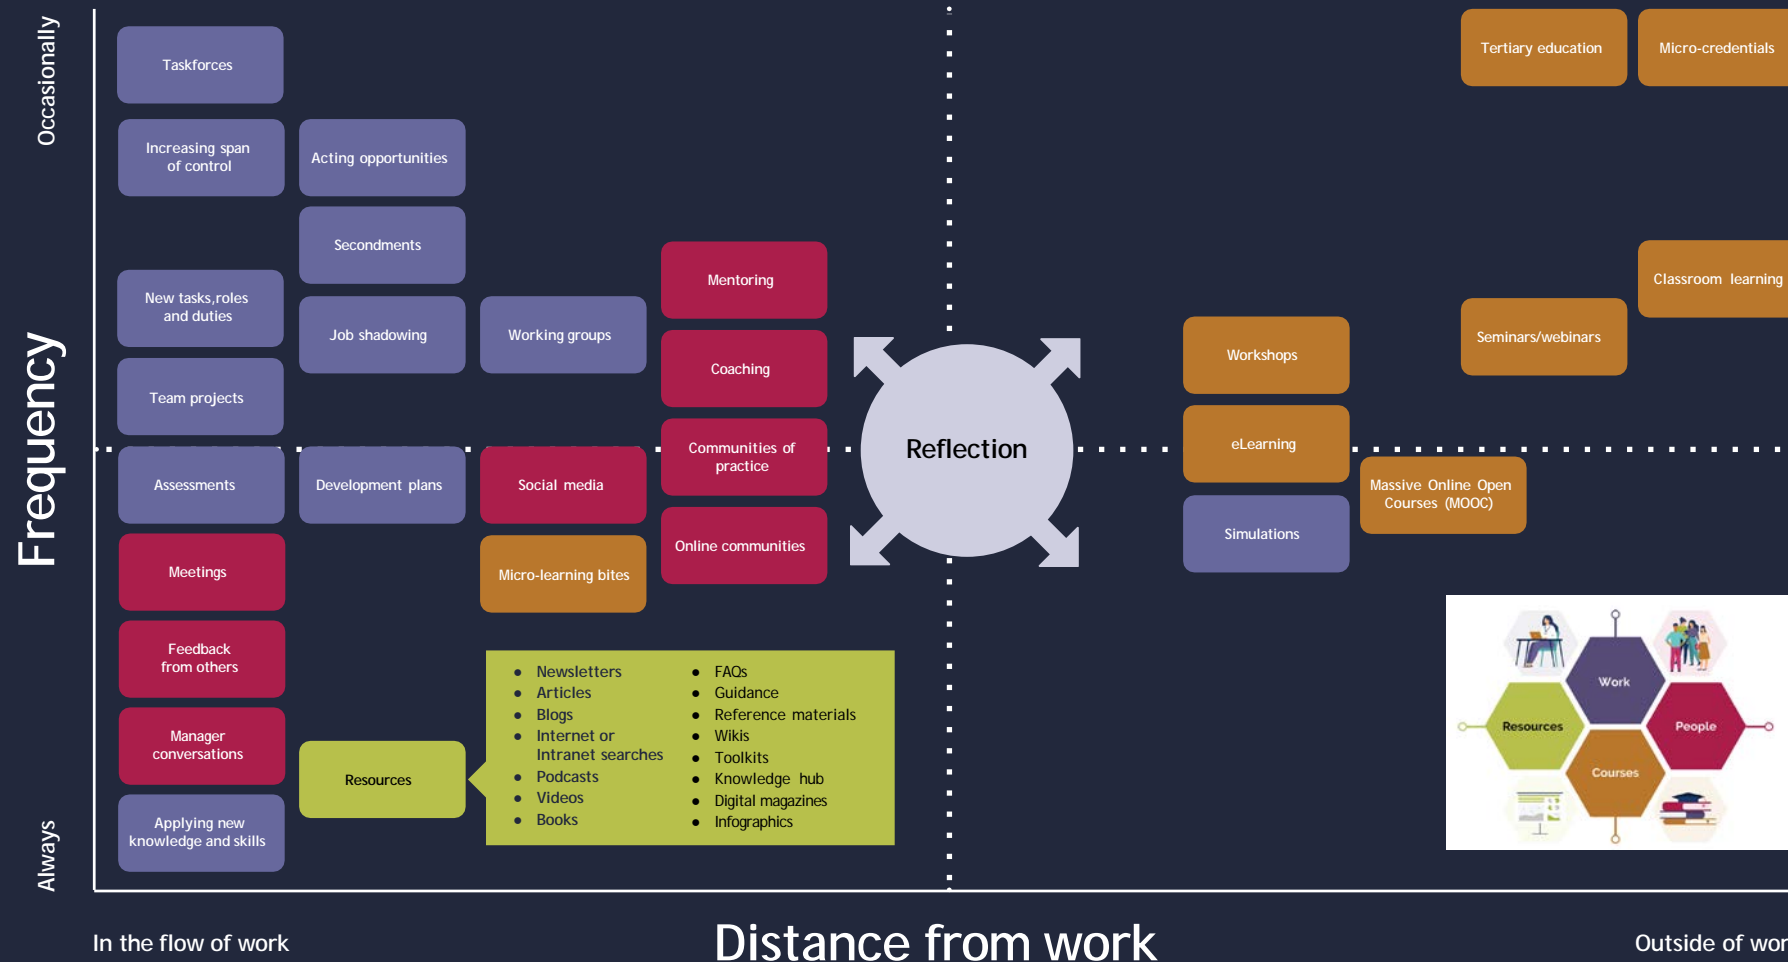 Occasionally
Frequency
Always
Taskforces
Tertiary education
Micro-credentials
Increasing span
of control
Acting opportunities
Secondments
Mentoring
Classroom learning
New tasks,roles
and duties
Job shadowing
Working groups
Seminars/webinars
Workshops
Coaching
Team projects
Communities of
practice
Reflection
eLearning
Assessments
Development plans
Social media
Massive Online Open
Courses (MOOC)
Online communities
Simulations
Meetings
Micro-learning bites
Feedback
from others
Manager
conversations
Resources
Applying new
knowledge and skills
● Newsletters
● Articles
● Blogs
● Internet or
Intranet searches
● Podcasts
● Videos
● Books
● FAQs
● Guidance
● Reference materials
● Wikis
● Toolkits
● Knowledge hub
● Digital magazines
● Infographics
Work
Resources
People
Courses
In the flow of work
Distance from work
Outside of wor